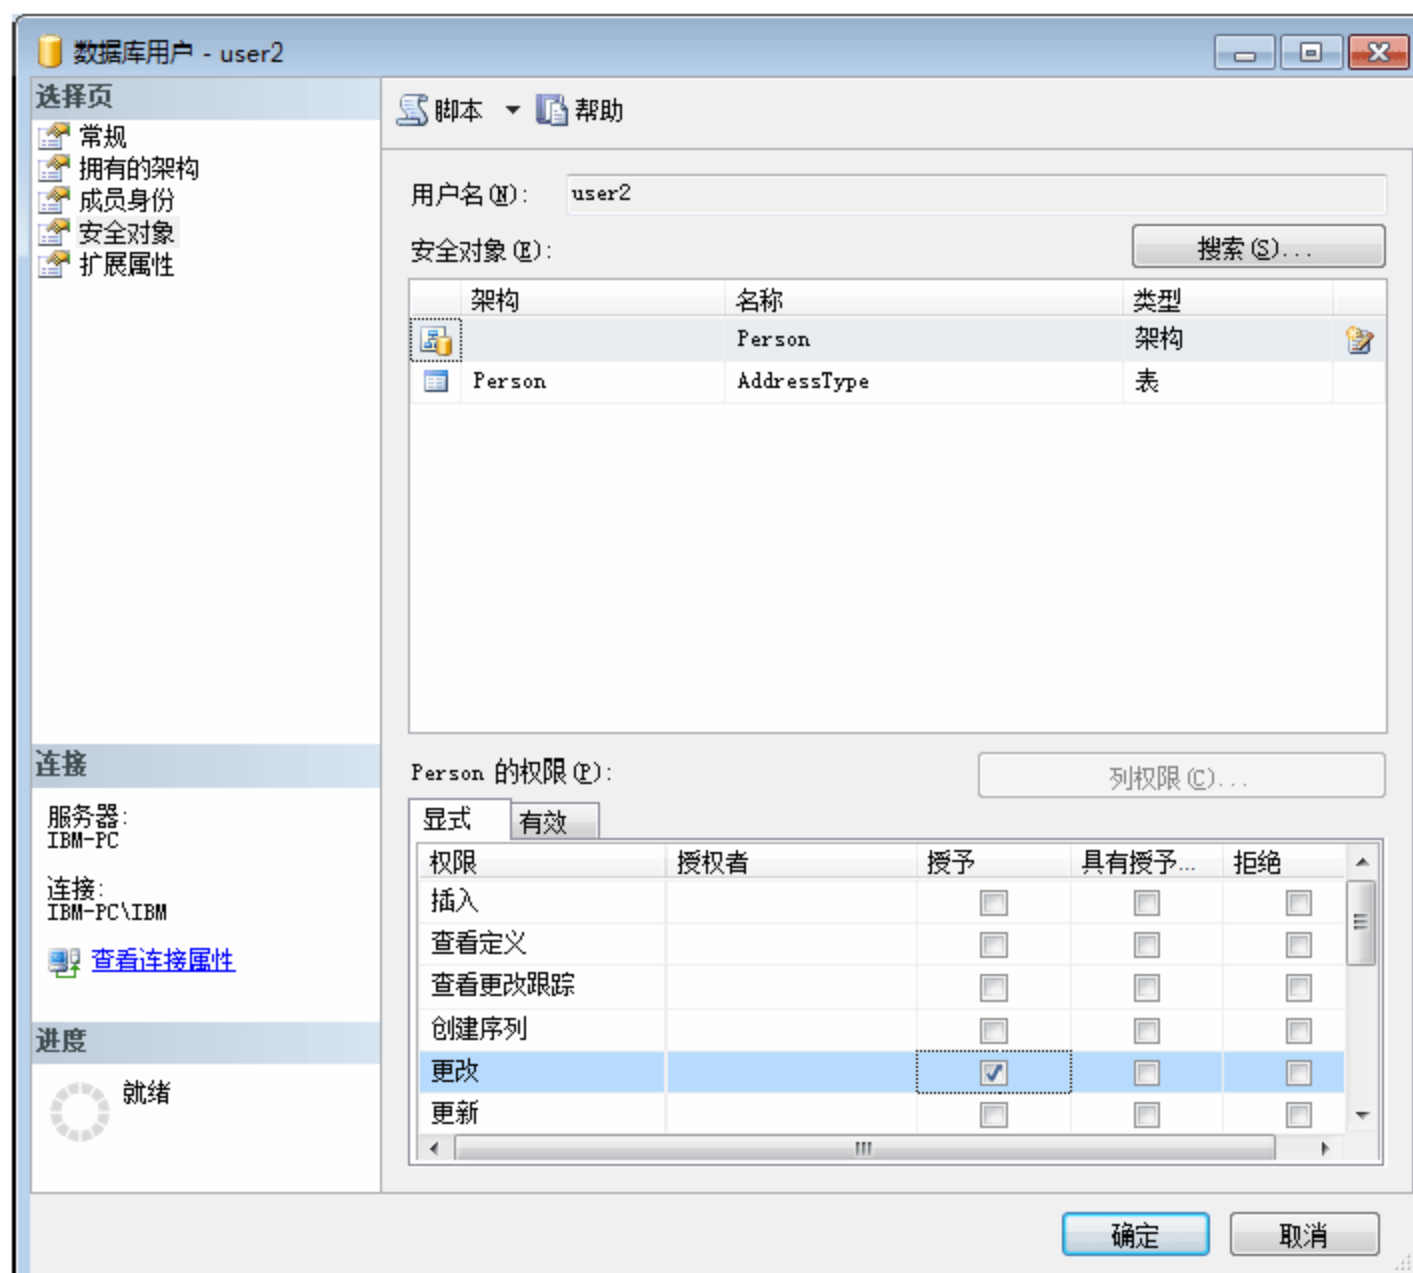 数据库用户 - user2
选择页
常规
拥有的架构
成员身份
安全对象
扩展属性
脚本 帮助
用户名(N): user2
安全对象(E): 搜索(S)...
架构 名称 类型
Person 架构
Person AddressType 表
连接
服务器:
IBM-PC
连接:
IBM-PC\IBM
查看连接属性
进度
就绪
Person 的权限(P): 列权限(C)...
显式 有效
权限 授权者 授予 具有授予... 拒绝
插入
查看定义
查看更改跟踪
创建序列
更改
更新
确定 取消